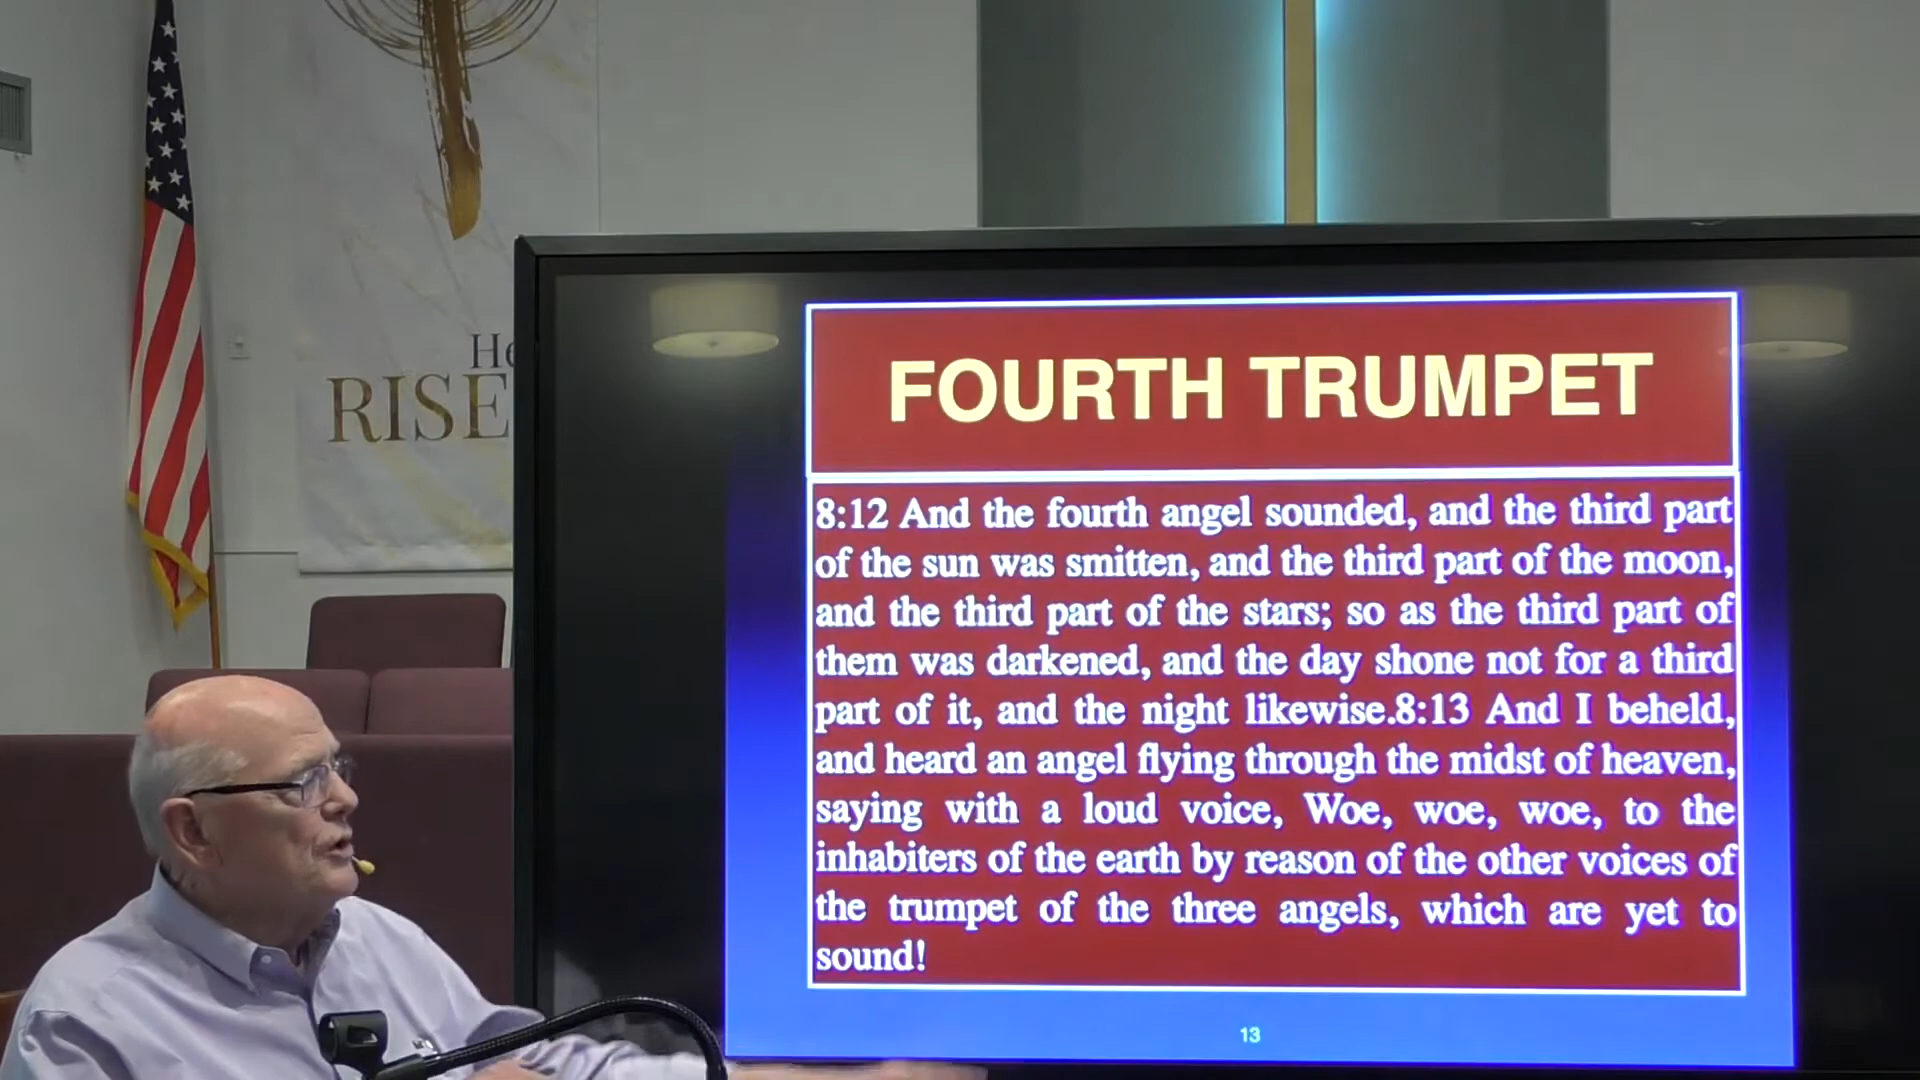 He
RISE
FOURTH TRUMPET
8:12 And the fourth angel sounded, and the third part
of the sun was smitten, and the third part of the moon,
and the third part of the stars; so as the third part of
them was darkened, and the day shone not for a third
part of it, and the night likewise.8:13 And I beheld,
and heard an angel flying through the midst of heaven,
saying with a loud voice, Woe, woe, woe, to the
inhabiters of the earth by reason of the other voices of
the trumpet of the three angels, which are yet to
sound!
13